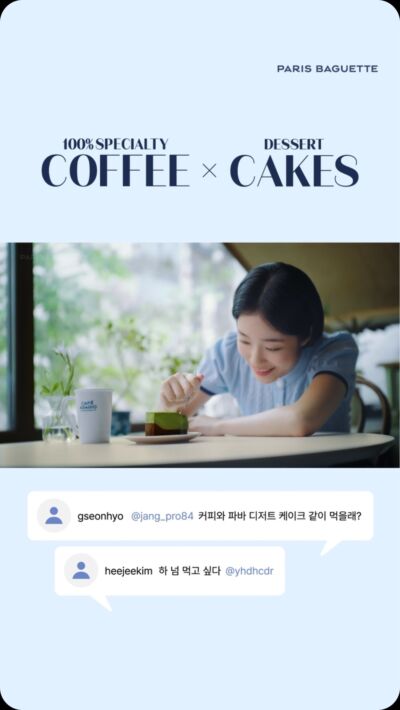 PARIS BAGUETTE
100% SPECIALTY
COFFEE
×
DESSERT
CAKES
gseonhyo @jang_pro84 커피와 파바 디저트 케이크 같이 먹을래?
heejeekim 하 넘 먹고 싶다 @yhdhcdr